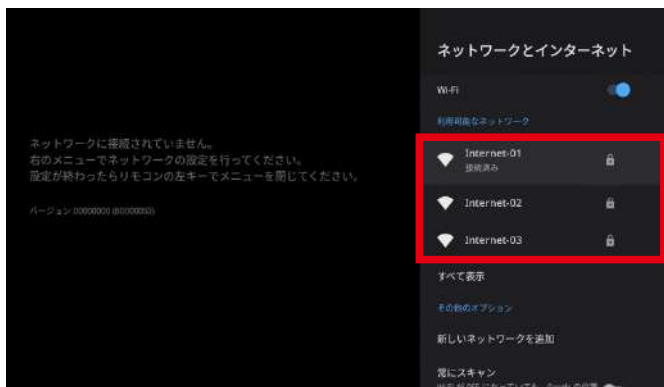 ネットワークに接続されていません。
右のメニューでネットワークの設定を行ってください。
設定が終わったらリモコンの左キーでメニューを閉じてください。
バージョン 00000000 (B0000000)
ネットワークとインターネット
Wi-Fi
利用可能なネットワーク
Internet-01
接続済み
Internet-02
Internet-03
すべて表示
その他のオプション
新しいネットワークを追加
常にスキャン